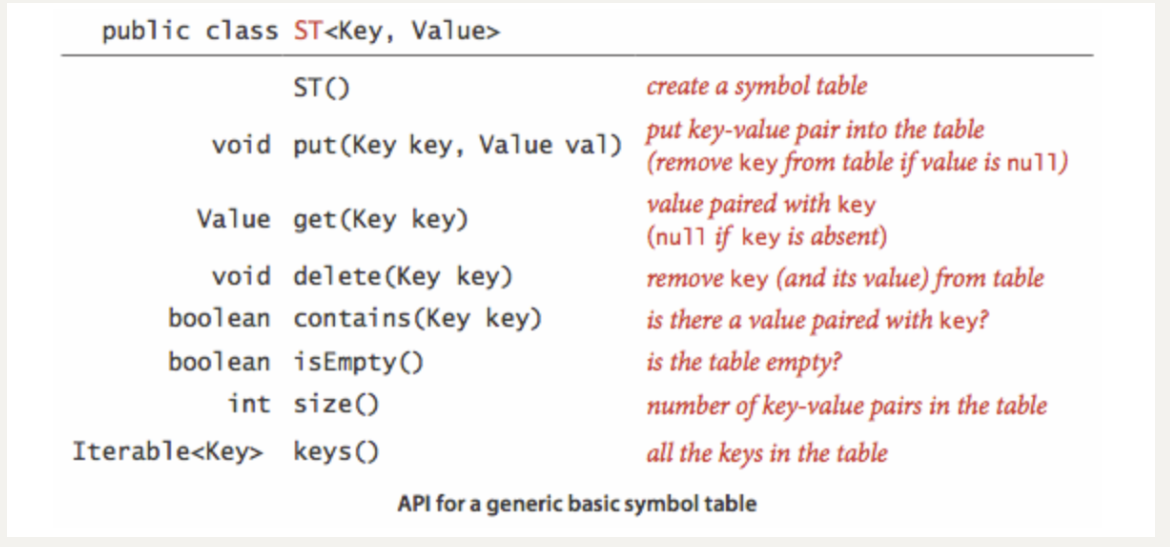 public class ST<Key, Value>
ST() create a symbol table
void put(Key key, Value val) put key-value pair into the table
(remove key from table if value is null)
Value get(Key key) value paired with key
(null if key is absent)
void delete(Key key) remove key (and its value) from table
boolean contains(Key key) is there a value paired with key?
boolean isEmpty() is the table empty?
int size() number of key-value pairs in the table
Iterable<Key> keys() all the keys in the table
API for a generic basic symbol table